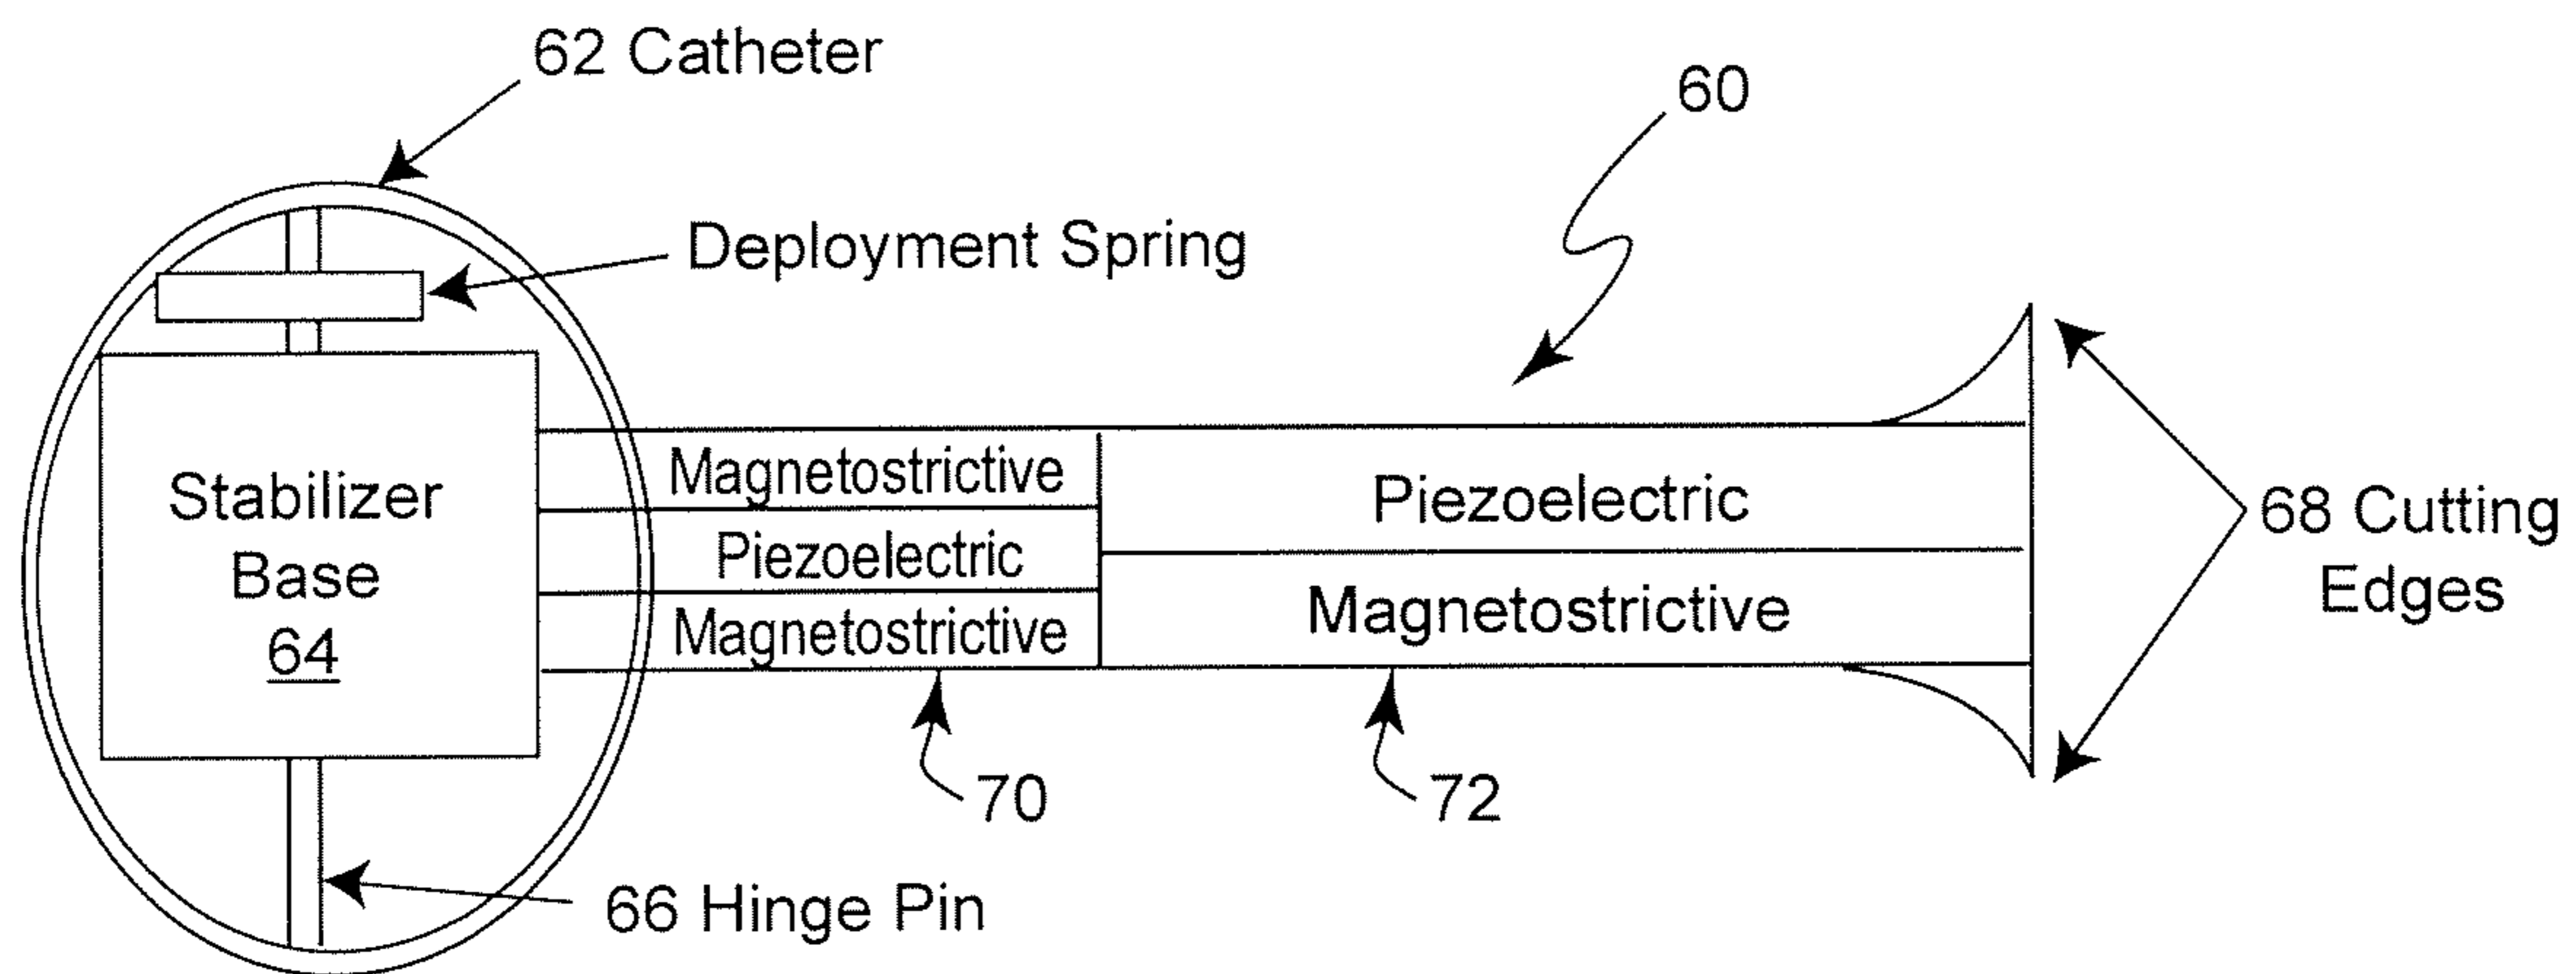 62 Catheter
60
Deployment Spring
Stabilizer
Base
64
Magnetostrictive
Piezoelectric
Magnetostrictive
Piezoelectric
Magnetostrictive
68 Cutting
Edges
70
72
66 Hinge Pin